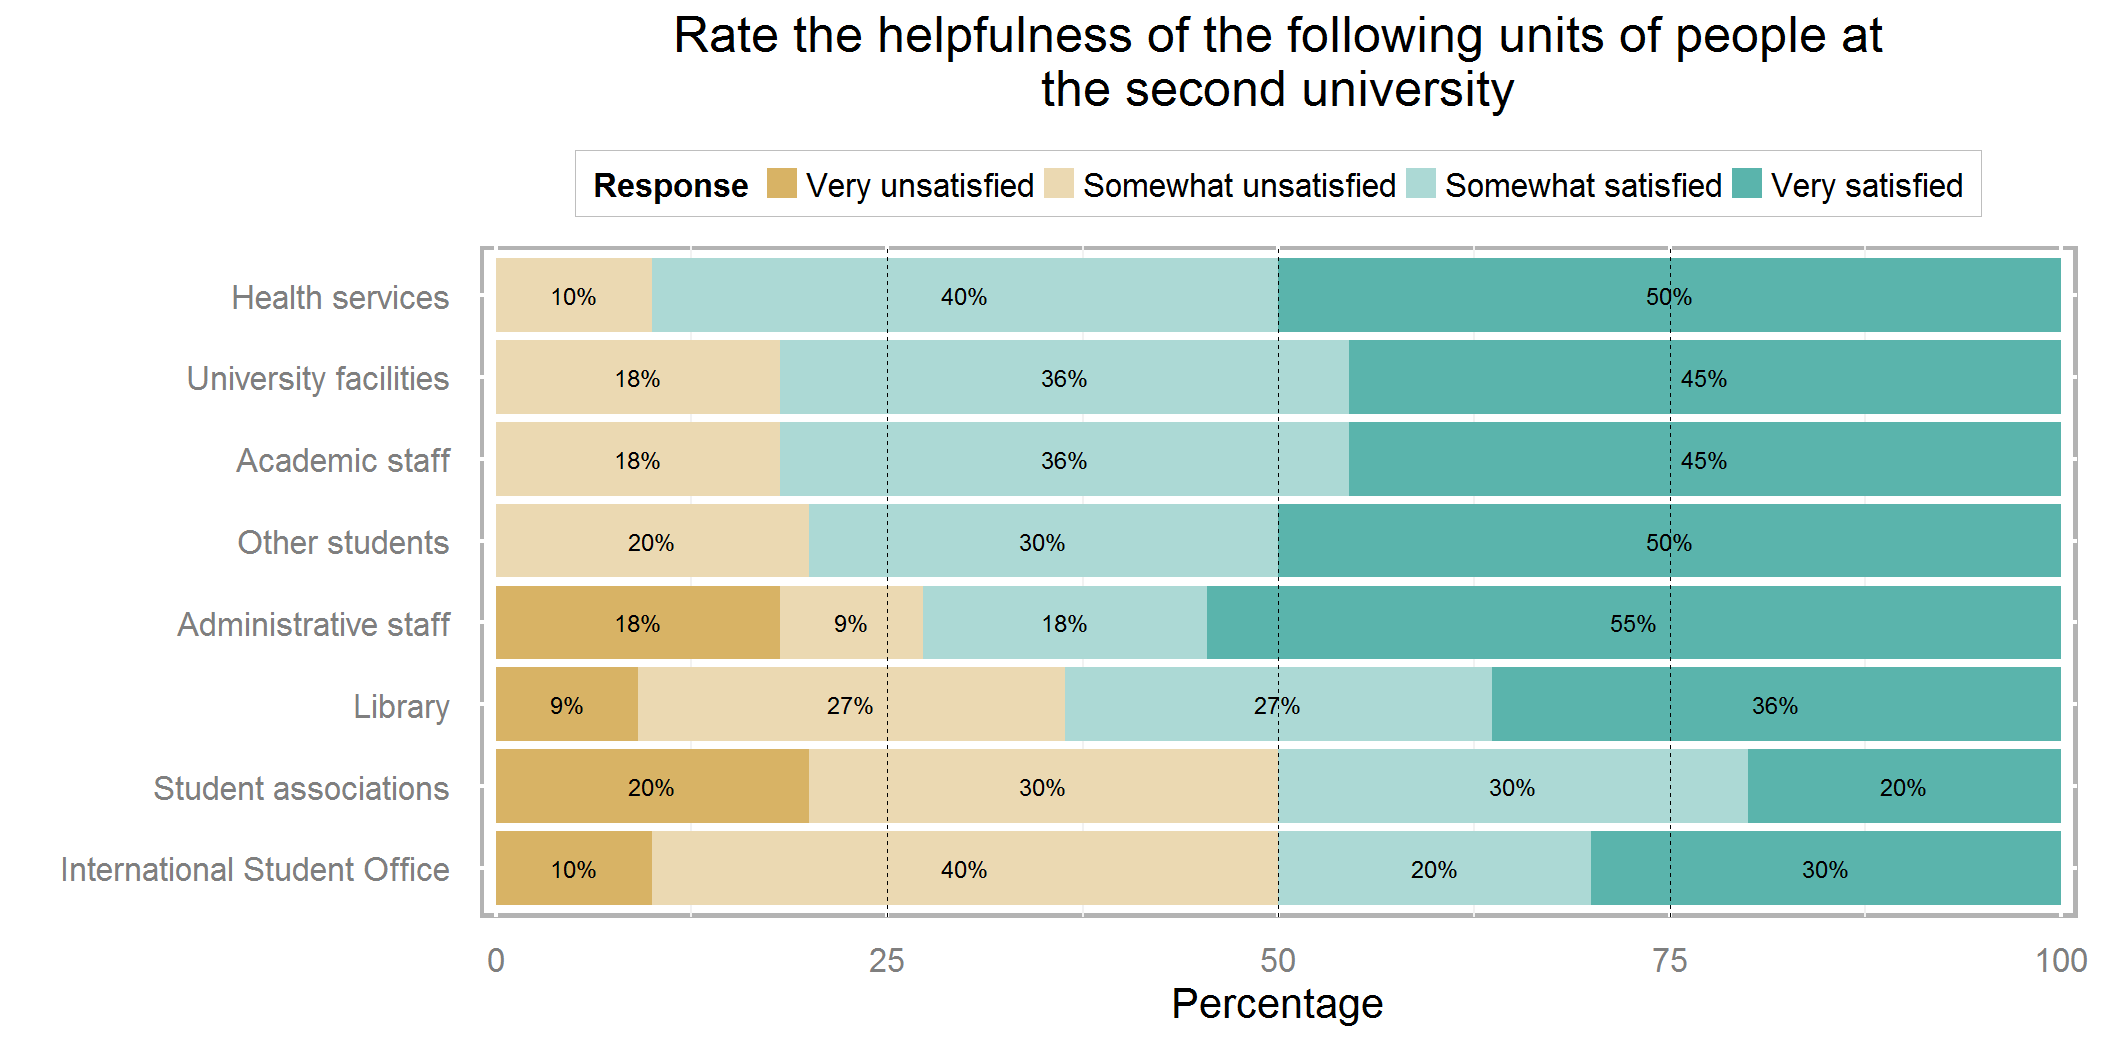 Rate the helpfulness of the following units of people at
the second university
Response Very unsatisfied Somewhat unsatisfied Somewhat satisfied Very satisfied
Health services 10% 40% 50%
University facilities 18% 36% 45%
Academic staff 18% 36% 45%
Other students 20% 30% 50%
Administrative staff 18% 9% 18% 55%
Library 9% 27% 27% 36%
Student associations 20% 30% 30% 20%
International Student Office 10% 40% 20% 30%
0 25 50 75 100
Percentage